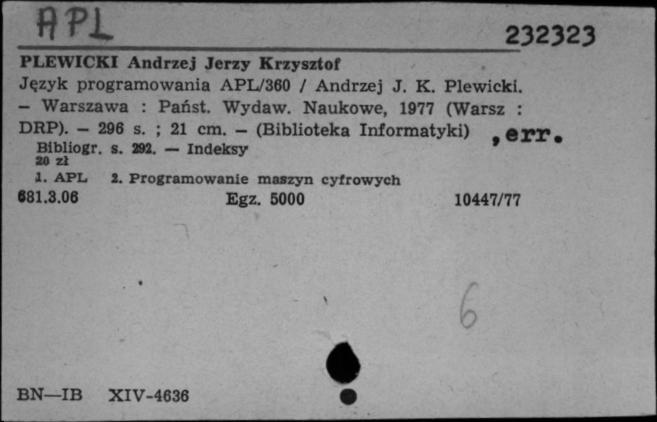 APL
232323
PLEWICKI Andrzej Jerzy Krzysztof
Język programowania APL/360 / Andrzej J. K. Plewicki.
— Warszawa : Państ. Wydaw. Naukowe, 1977 (Warsz :
DRP). — 296 s. ; 21 cm. — (Biblioteka Informatyki) , err.
Bibliogr. s. 292. — Indeksy
20 zł
1. APL 2. Programowanie maszyn cyfrowych
681.3.06 Egz. 5000 10447/77
6
BN—IB XIV-4636